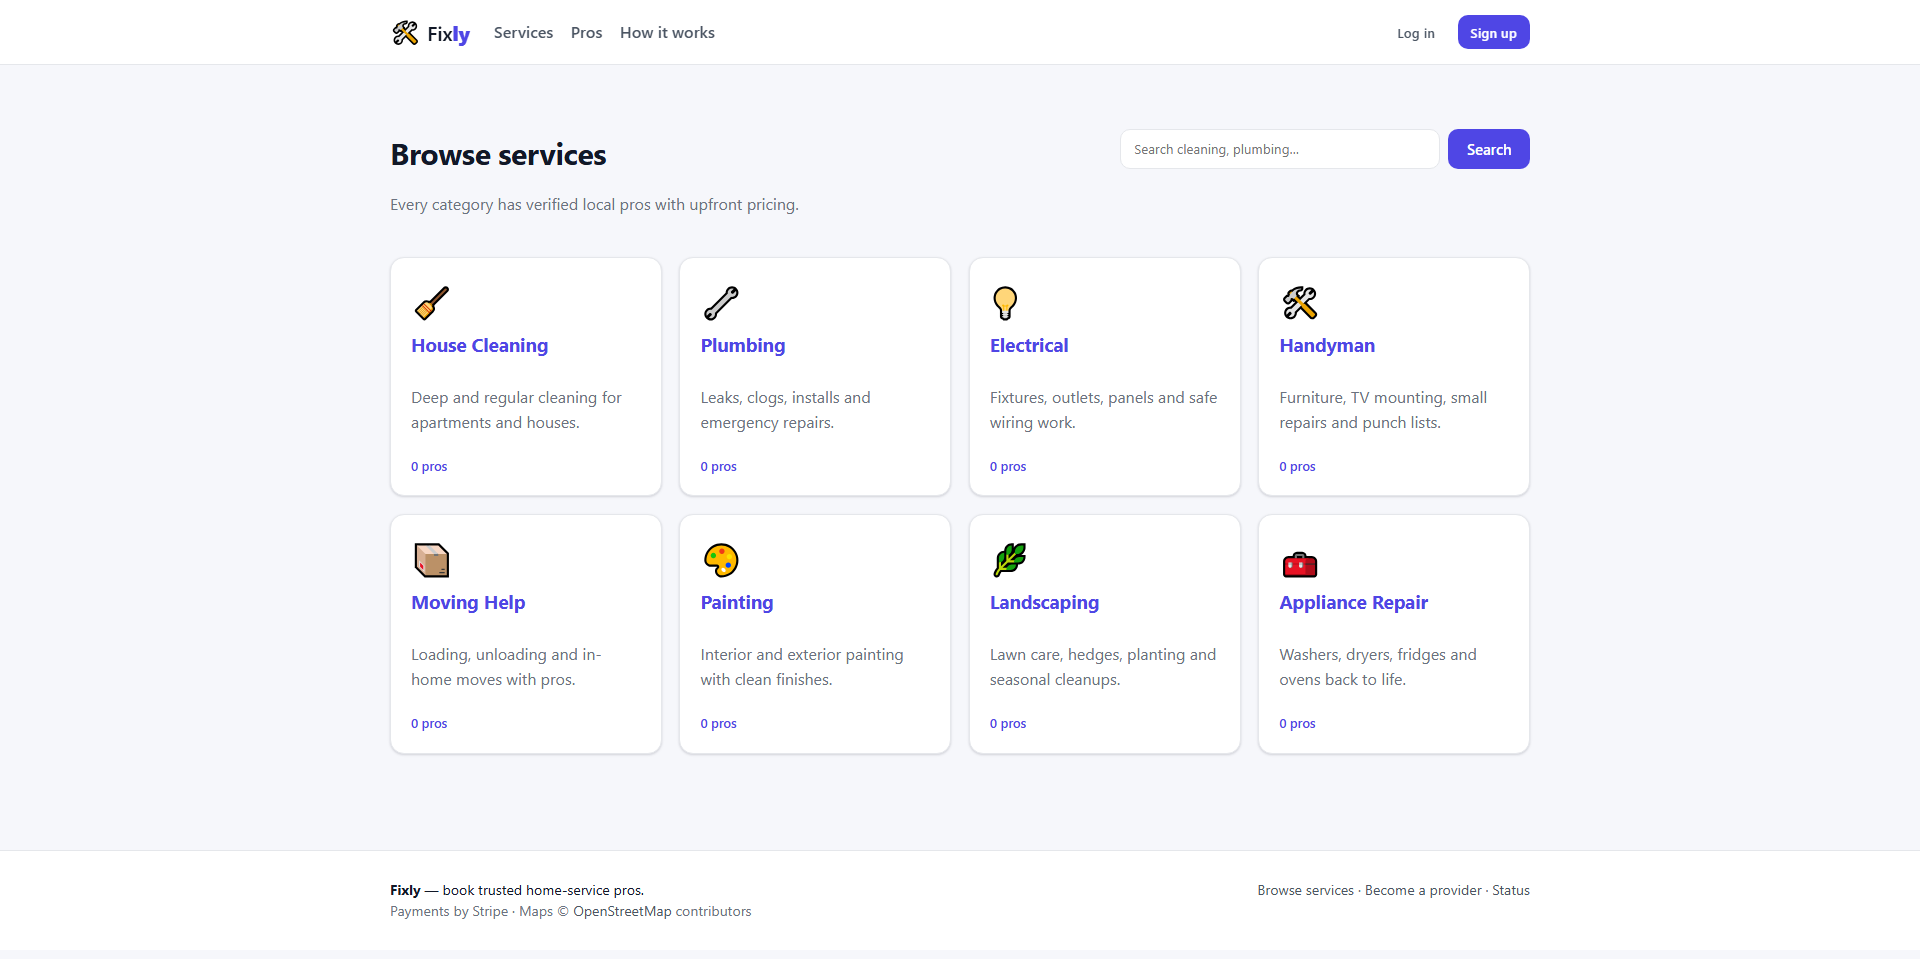 Fixly Services Pros How it works Log in Sign up
Browse services
Search cleaning, plumbing... Search
Every category has verified local pros with upfront pricing.
House Cleaning
Deep and regular cleaning for
apartments and houses.
0 pros
Plumbing
Leaks, clogs, installs and
emergency repairs.
0 pros
Electrical
Fixtures, outlets, panels and safe
wiring work.
0 pros
Handyman
Furniture, TV mounting, small
repairs and punch lists.
0 pros
Moving Help
Loading, unloading and in-
home moves with pros.
0 pros
Painting
Interior and exterior painting
with clean finishes.
0 pros
Landscaping
Lawn care, hedges, planting and
seasonal cleanups.
0 pros
Appliance Repair
Washers, dryers, fridges and
ovens back to life.
0 pros
Fixly — book trusted home-service pros.
Payments by Stripe · Maps © OpenStreetMap contributors
Browse services · Become a provider · Status